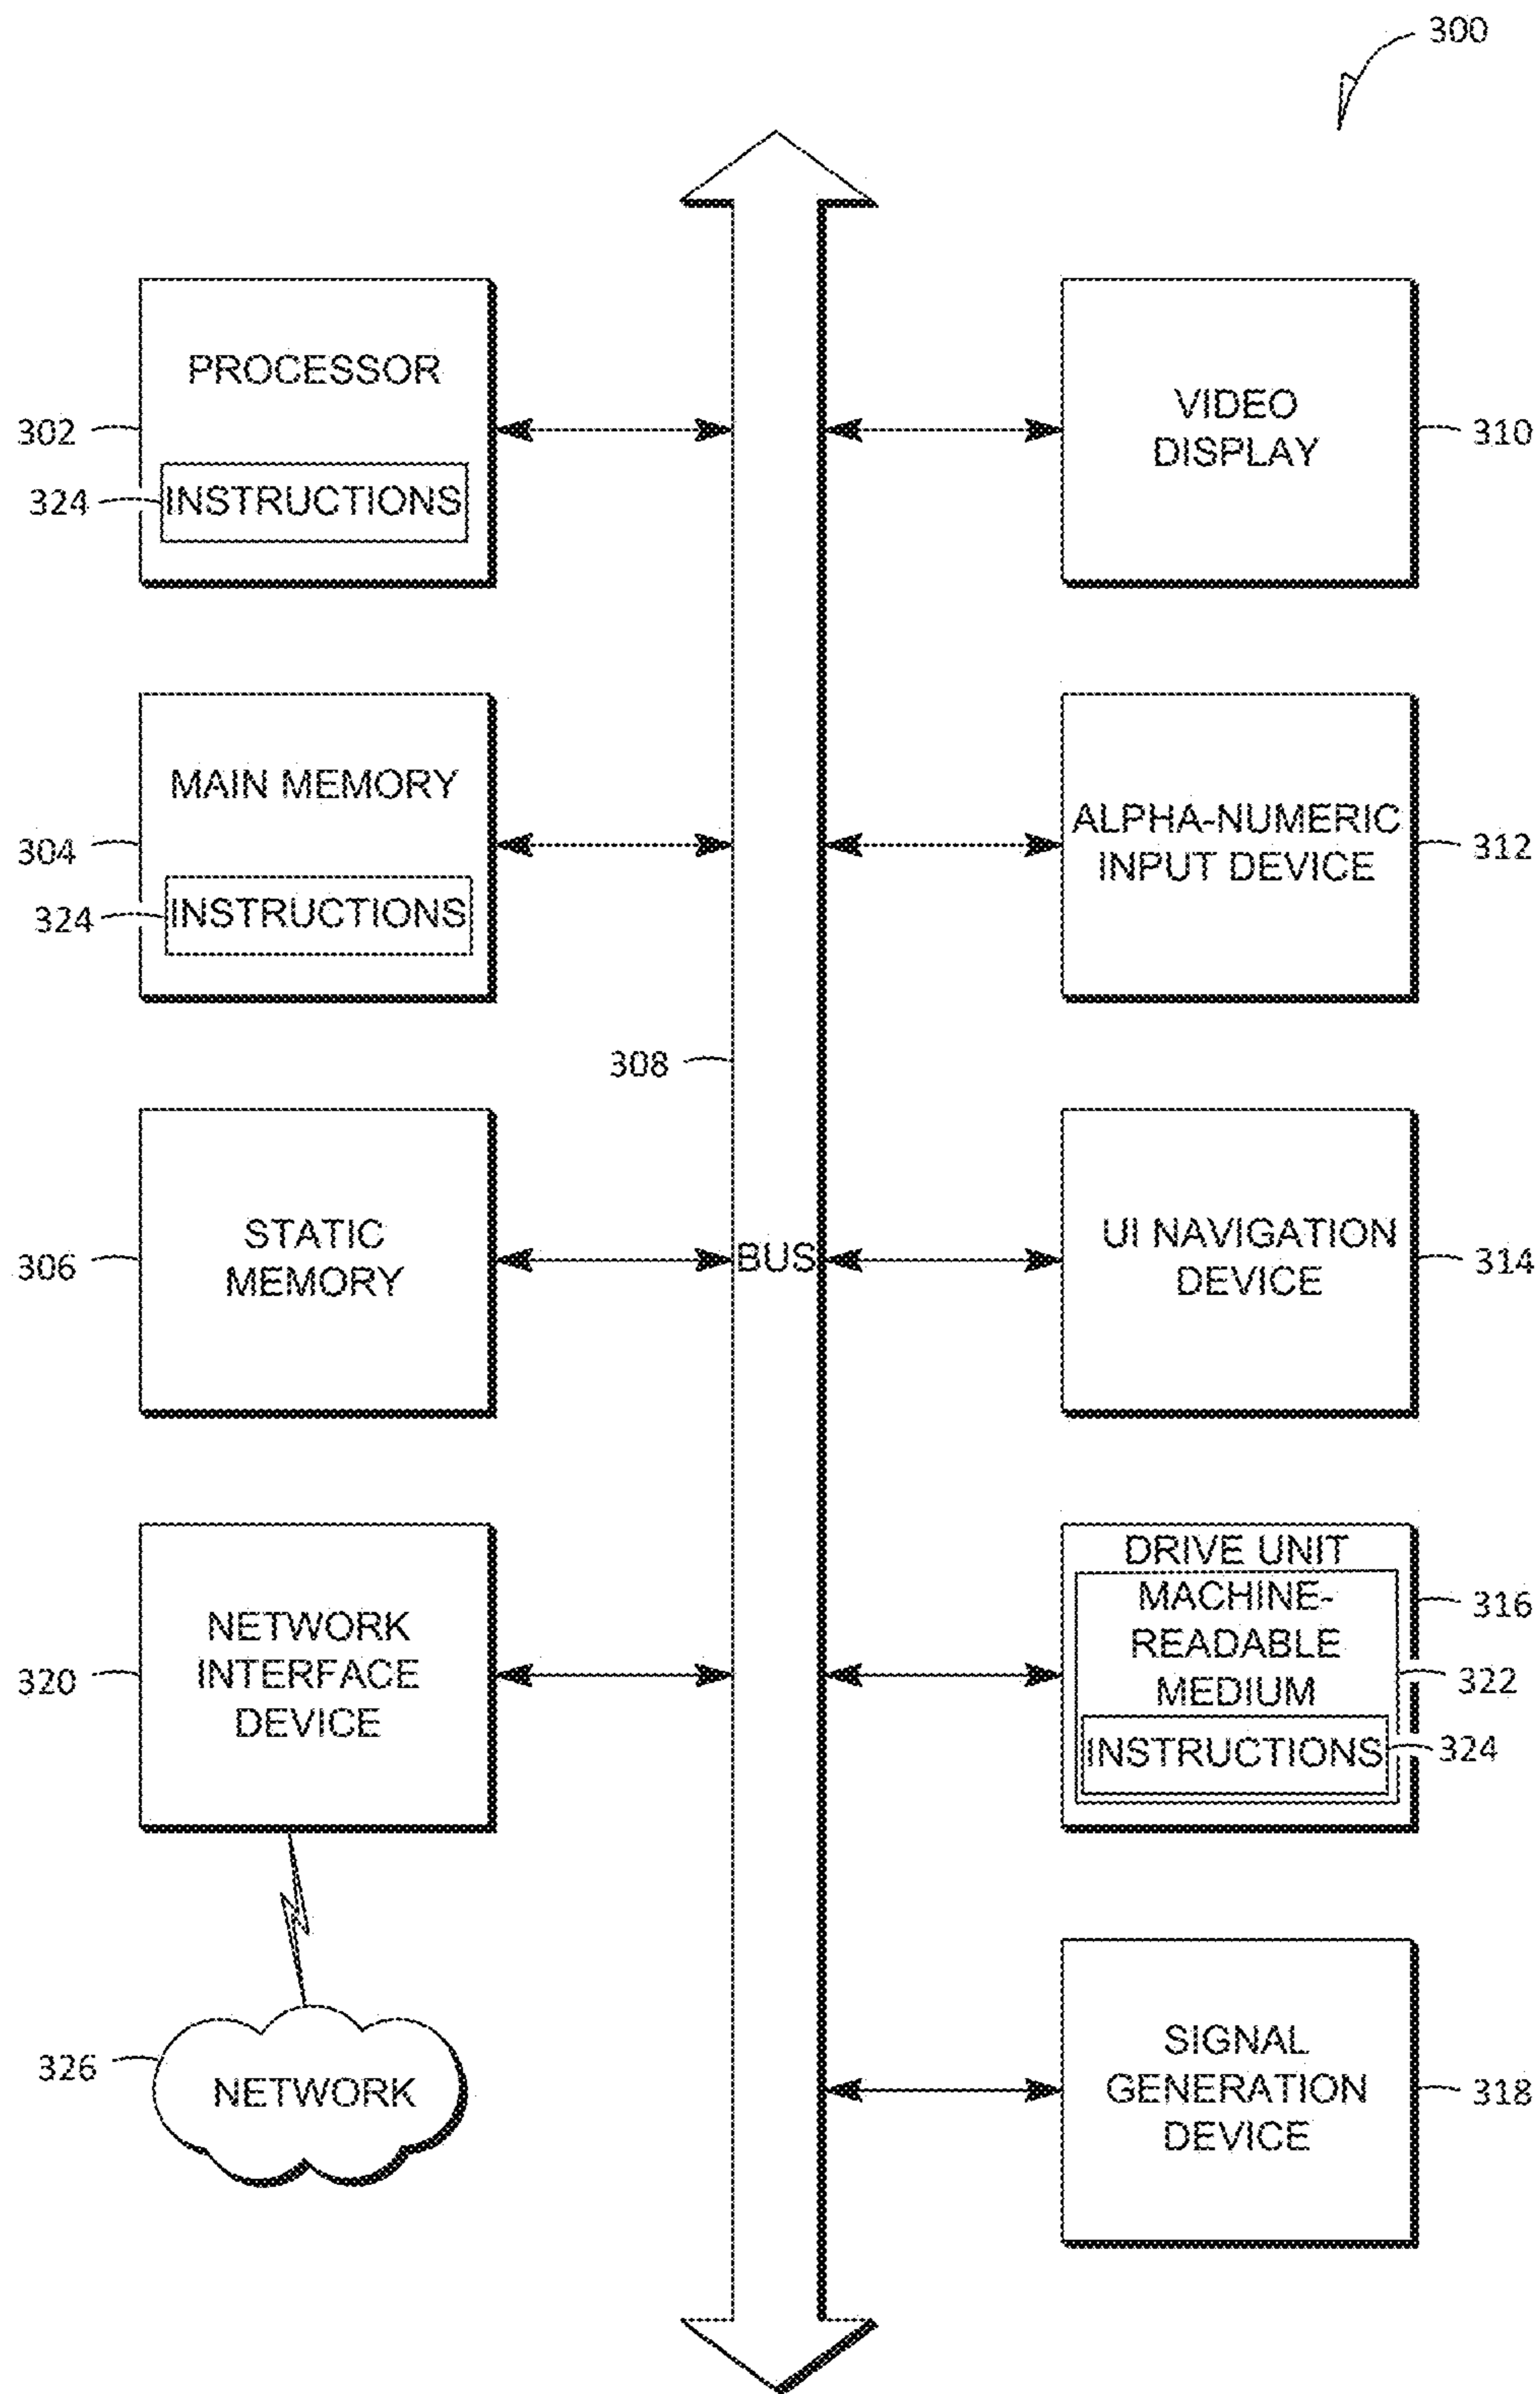 300
PROCESSOR
302
324
INSTRUCTIONS
VIDEO
DISPLAY
310
MAIN MEMORY
304
324
INSTRUCTIONS
ALPHA-NUMERIC
INPUT DEVICE
312
308
STATIC
MEMORY
306
BUS
UI NAVIGATION
DEVICE
314
NETWORK
INTERFACE
DEVICE
320
DRIVE UNIT
316
MACHINE-
READABLE
MEDIUM
322
INSTRUCTIONS
324
326
NETWORK
SIGNAL
GENERATION
DEVICE
318